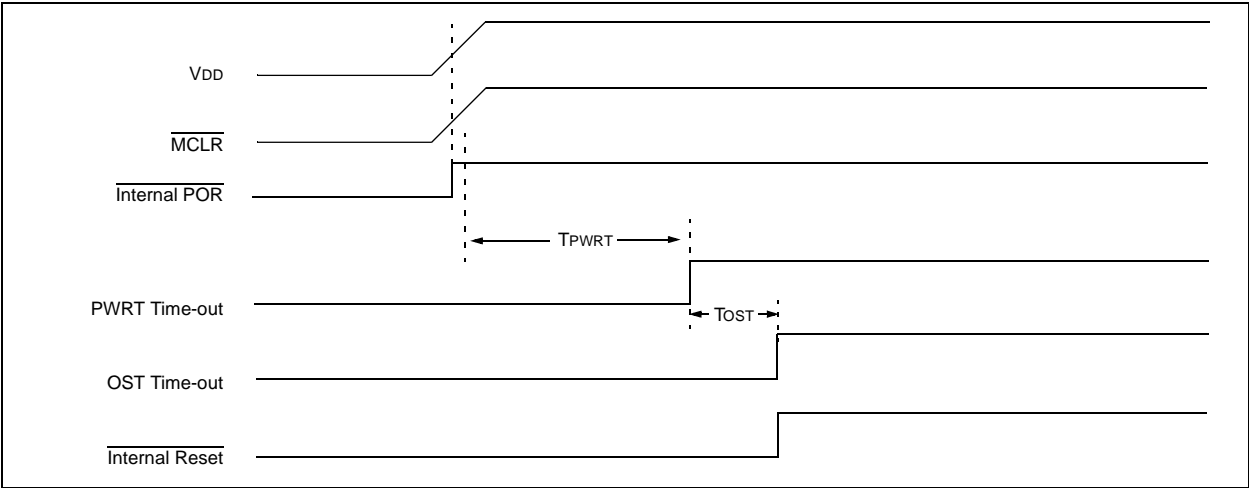 VDD
MCLR
Internal POR
TPWRT
PWRT Time-out
TOST
OST Time-out
Internal Reset